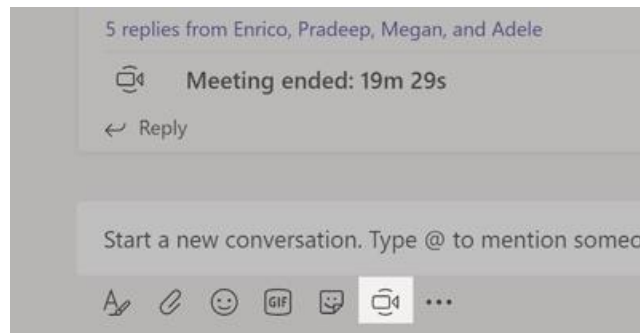 5 replies from Enrico, Pradeep, Megan, and Adele
Meeting ended: 19m 29s
Reply
Start a new conversation. Type @ to mention someo
GIF